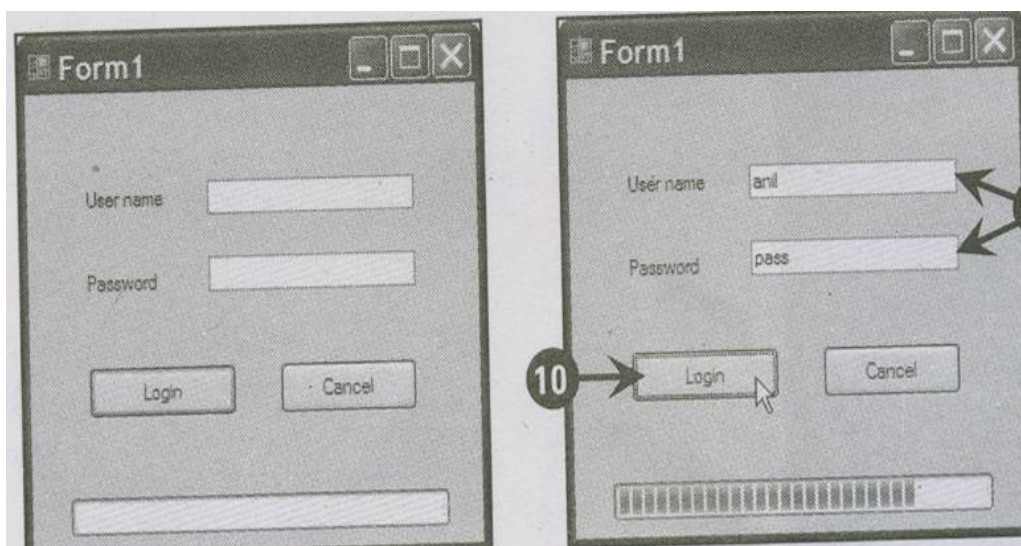 Form1
User name
Password
Login Cancel
Form1
User name anil
Password pass
10 Login Cancel